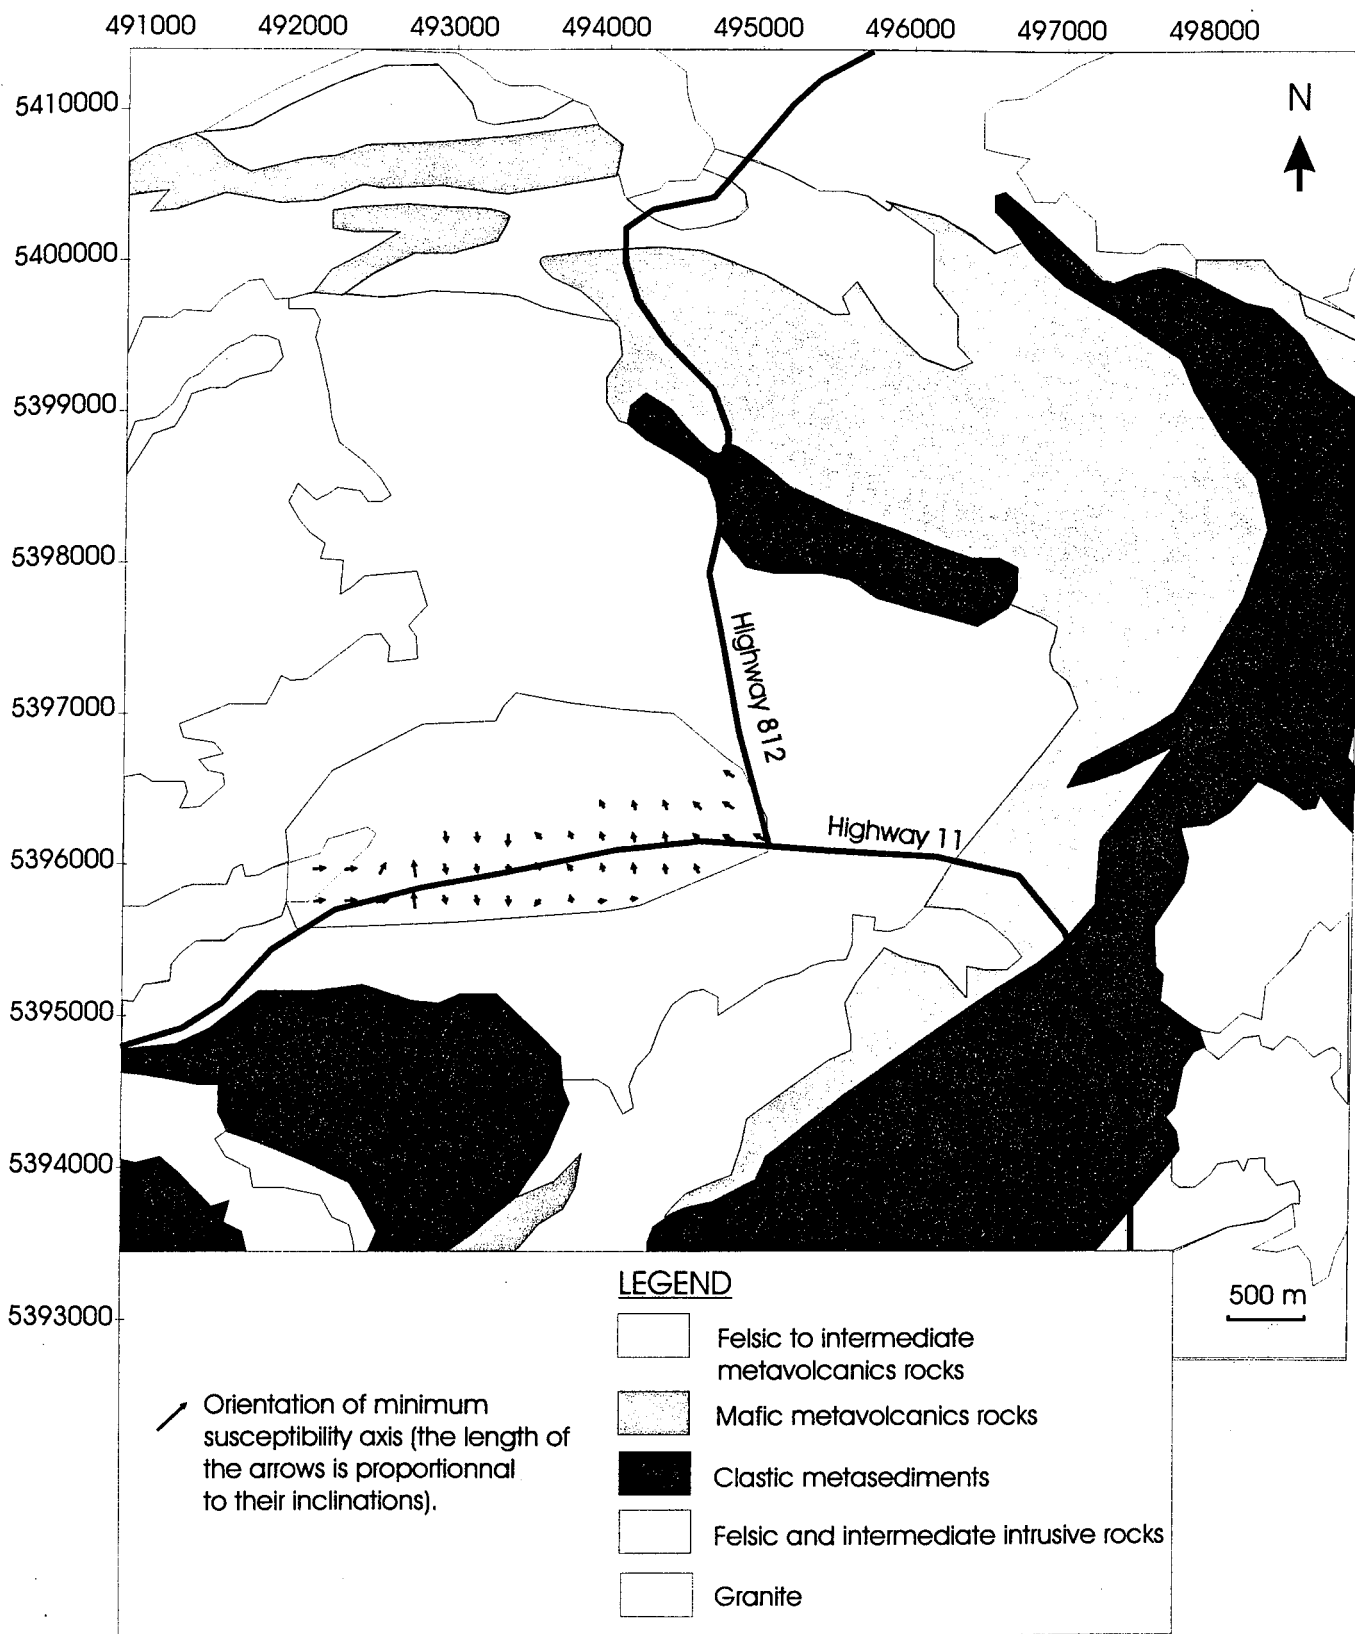 491000 492000 493000 494000 495000 496000 497000 498000
5410000
N
5400000
5399000
5398000
Highway 812
5397000
Highway 11
5396000
5395000
5394000
5393000
LEGEND
500 m
Felsic to intermediate
metavolcanics rocks
Mafic metavolcanics rocks
Clastic metasediments
Felsic and intermediate intrusive rocks
Granite
Orientation of minimum
susceptibility axis (the length of
the arrows is proportionnal
to their inclinations).